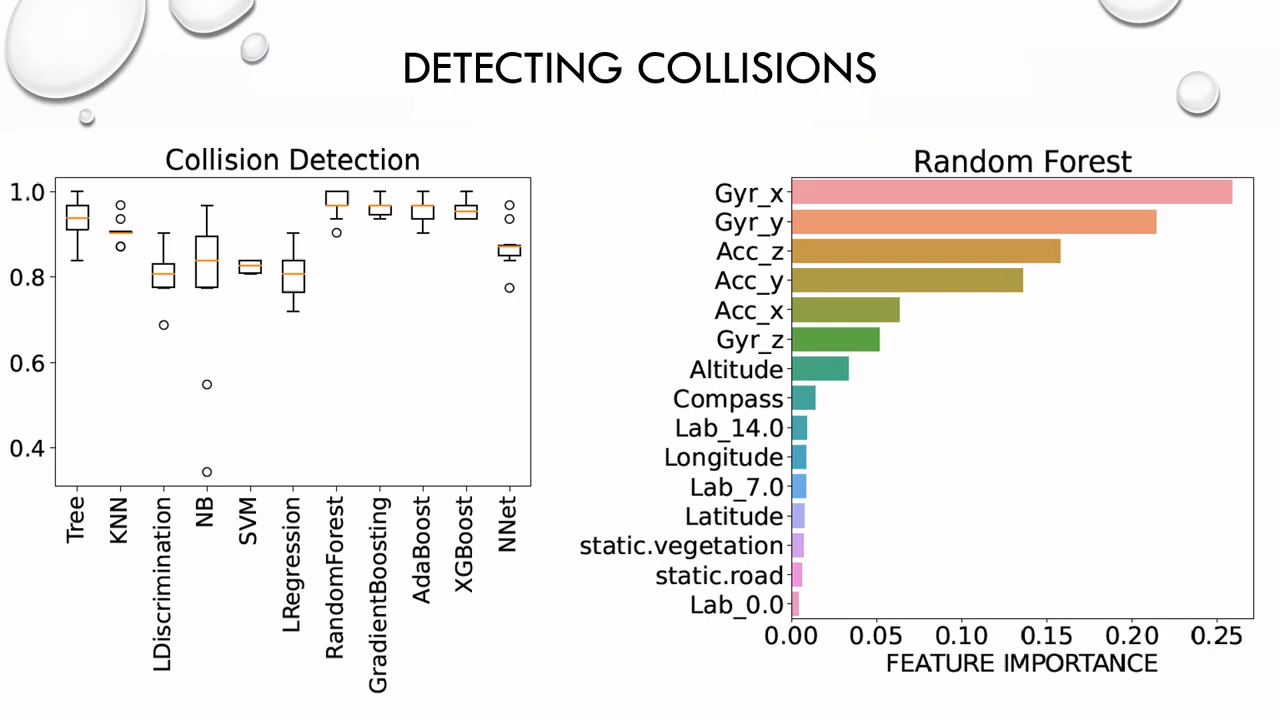 DETECTING COLLISIONS
Collision Detection
1.0
0.8
0.6
0.4
Tree
KNN
LDiscrimination
NB
SVM
LRegression
RandomForest
GradientBoosting
AdaBoost
XGBoost
NNet
Random Forest
Gyr_x
Gyr_y
Acc_z
Acc_y
Acc_x
Gyr_z
Altitude
Compass
Lab_14.0
Longitude
Lab_7.0
Latitude
static.vegetation
static.road
Lab_0.0
0.00 0.05 0.10 0.15 0.20 0.25
FEATURE IMPORTANCE